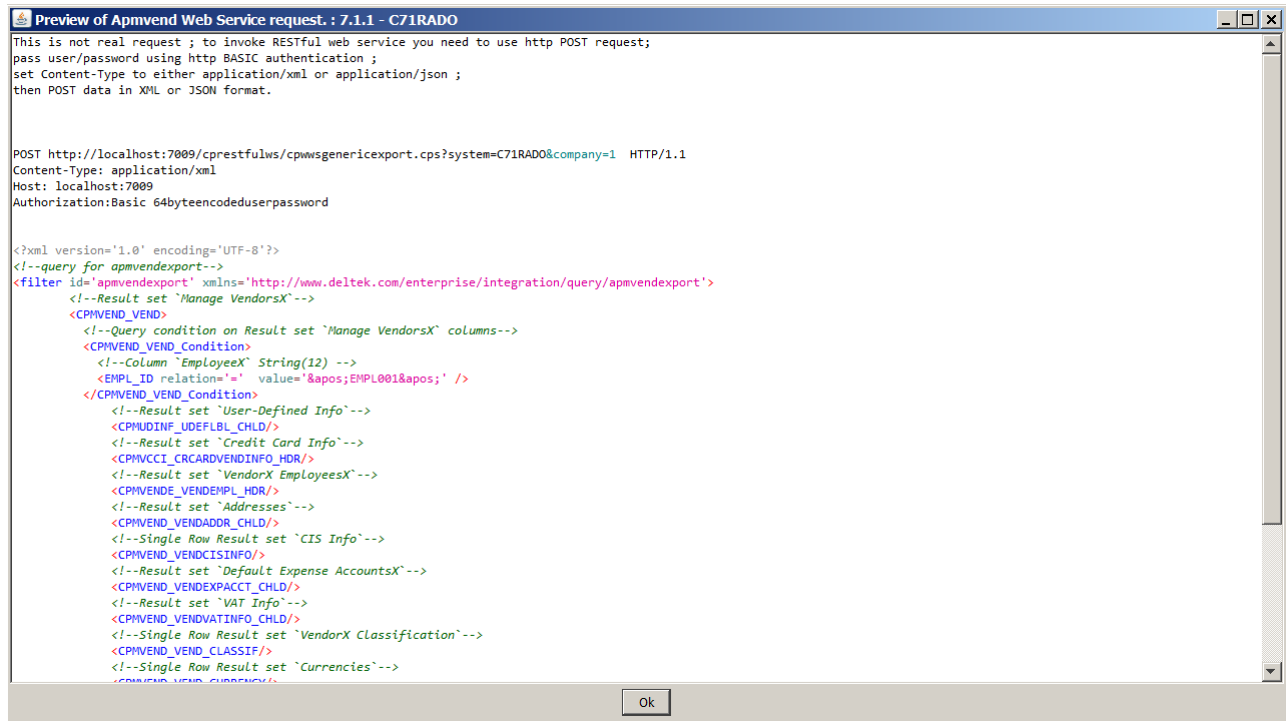 Preview of Apmvend Web Service request. : 7.1.1 - C71RADO
This is not real request ; to invoke RESTful web service you need to use http POST request;
pass user/password using http BASIC authentication ;
set Content-Type to either application/xml or application/json ;
then POST data in XML or JSON format.
POST http://localhost:7009/cprestfulws/cpwwsgenericexport.cps?system=C71RADO&company=1 HTTP/1.1
Content-Type: application/xml
Host: localhost:7009
Authorization:Basic 64byteencodeduserpassword
<?xml version='1.0' encoding='UTF-8'?>
<!--query for apmvendexport-->
<filter id='apmvendexport' xmlns='http://www.deltek.com/enterprise/integration/query/apmvendexport'>
<!--Result set `Manage VendorsX`-->
<CPMVEND_VEND>
<!--Query condition on Result set `Manage VendorsX` columns-->
<CPMVEND_VEND_Condition>
<!--Column `EmployeeX` String(12) -->
<EMPL_ID relation='=' value='&apos;EMPL001&apos;' />
</CPMVEND_VEND_Condition>
<!--Result set `User-Defined Info`-->
<CPMUDINF_UDEFLBL_CHLD/>
<!--Result set `Credit Card Info`-->
<CPMVCCI_CRCARDVENDINFO_HDR/>
<!--Result set `VendorX EmployeesX`-->
<CPMVENDE_VENDEMPL_HDR/>
<!--Result set `Addresses`-->
<CPMVEND_VENDADDR_CHLD/>
<!--Single Row Result set `CIS Info`-->
<CPMVEND_VENDCISINFO/>
<!--Result set `Default Expense AccountsX`-->
<CPMVEND_VENDEXPACCT_CHLD/>
<!--Result set `VAT Info`-->
<CPMVEND_VENDVATINFO_CHLD/>
<!--Single Row Result set `VendorX Classification`-->
<CPMVEND_VEND_CLASSIF/>
<!--Single Row Result set `Currencies`-->
<CPMVEND_VEND_CURRENCY/>
Ok